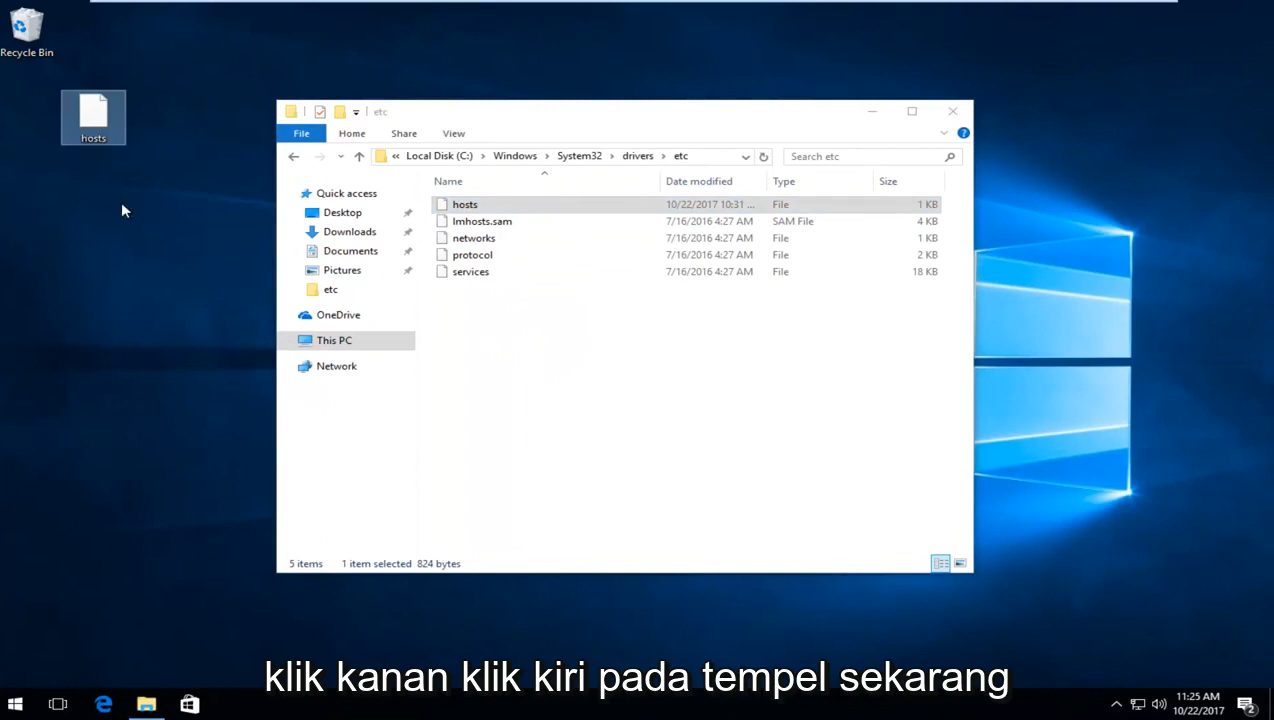 Recycle Bin
hosts
etc
File Home Share View
« Local Disk (C:) > Windows > System32 > drivers > etc
Search etc
Name Date modified Type Size
Quick access
Desktop
Downloads
Documents
Pictures
etc
OneDrive
This PC
Network
hosts 10/22/2017 10:31 ... File 1 KB
lmhosts.sam 7/16/2016 4:27 AM SAM File 4 KB
networks 7/16/2016 4:27 AM File 1 KB
protocol 7/16/2016 4:27 AM File 2 KB
services 7/16/2016 4:27 AM File 18 KB
5 items 1 item selected 824 bytes
klik kanan klik kiri pada tempel sekarang
11:25 AM
10/22/2017
2